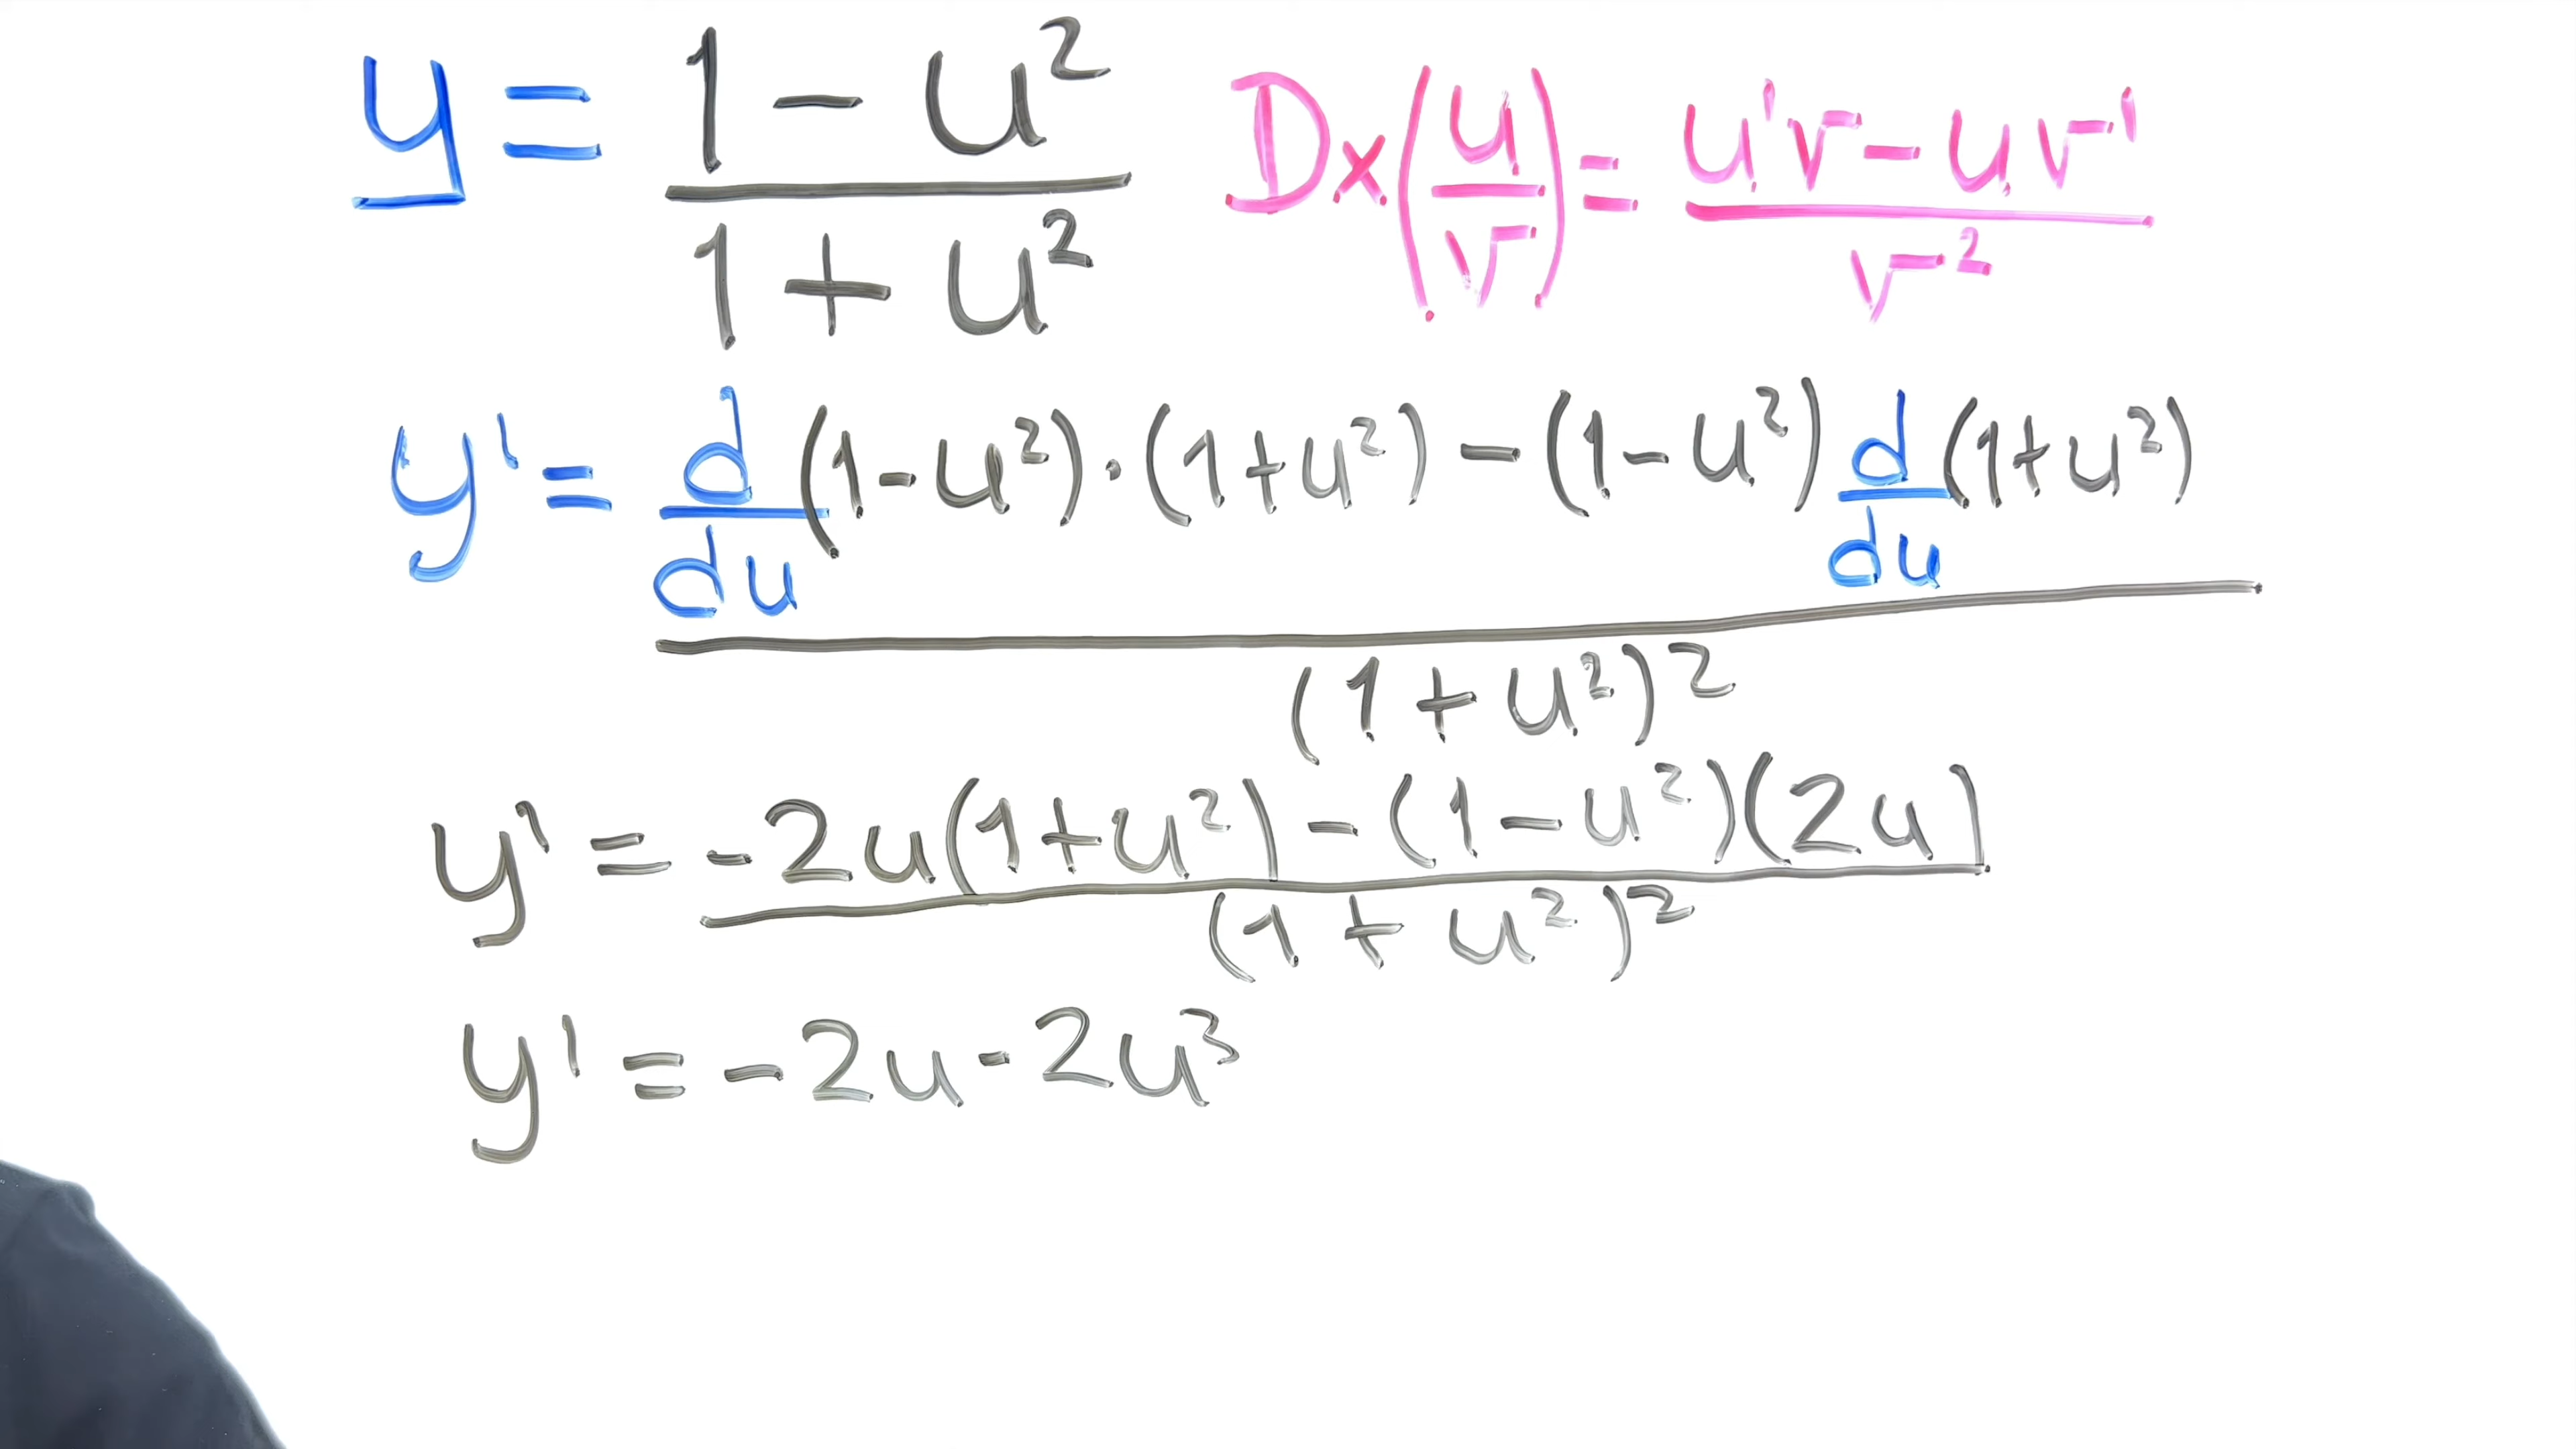 y = (1 - u²)/(1 + u²)    Dx(u/v) = (u'v - uv')/v²
y' = (d/du (1 - u²) · (1 + u²) - (1 - u²) d/du (1 + u²))/(1 + u²)²
y' = (-2u(1 + u²) - (1 - u²)(2u))/(1 + u²)²
y' = -2u - 2u³